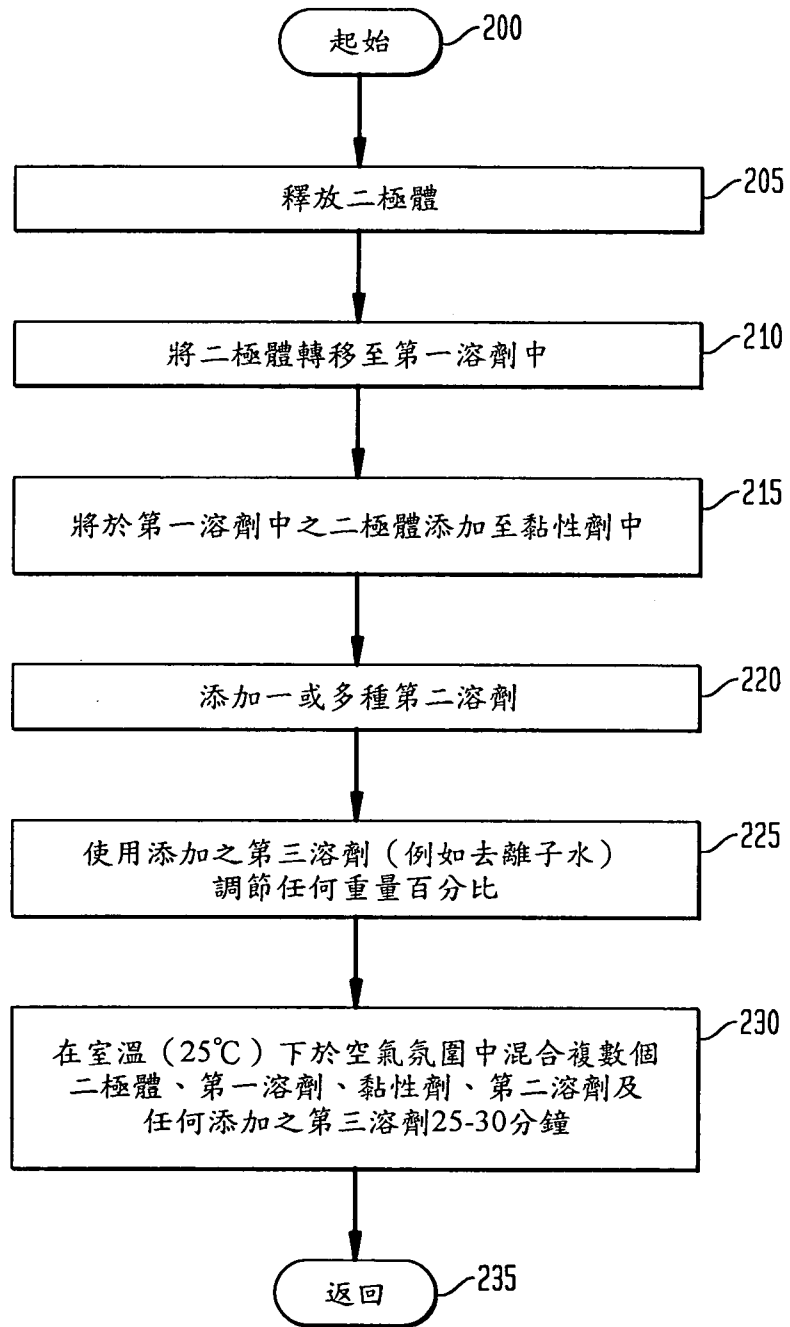 起始
200
釋放二極體
205
將二極體轉移至第一溶劑中
210
將於第一溶劑中之二極體添加至黏性劑中
215
添加一或多種第二溶劑
220
使用添加之第三溶劑（例如去離子水）
調節任何重量百分比
225
在室溫（25℃）下於空氣氛圍中混合複數個
二極體、第一溶劑、黏性劑、第二溶劑及
任何添加之第三溶劑25-30分鐘
230
返回
235